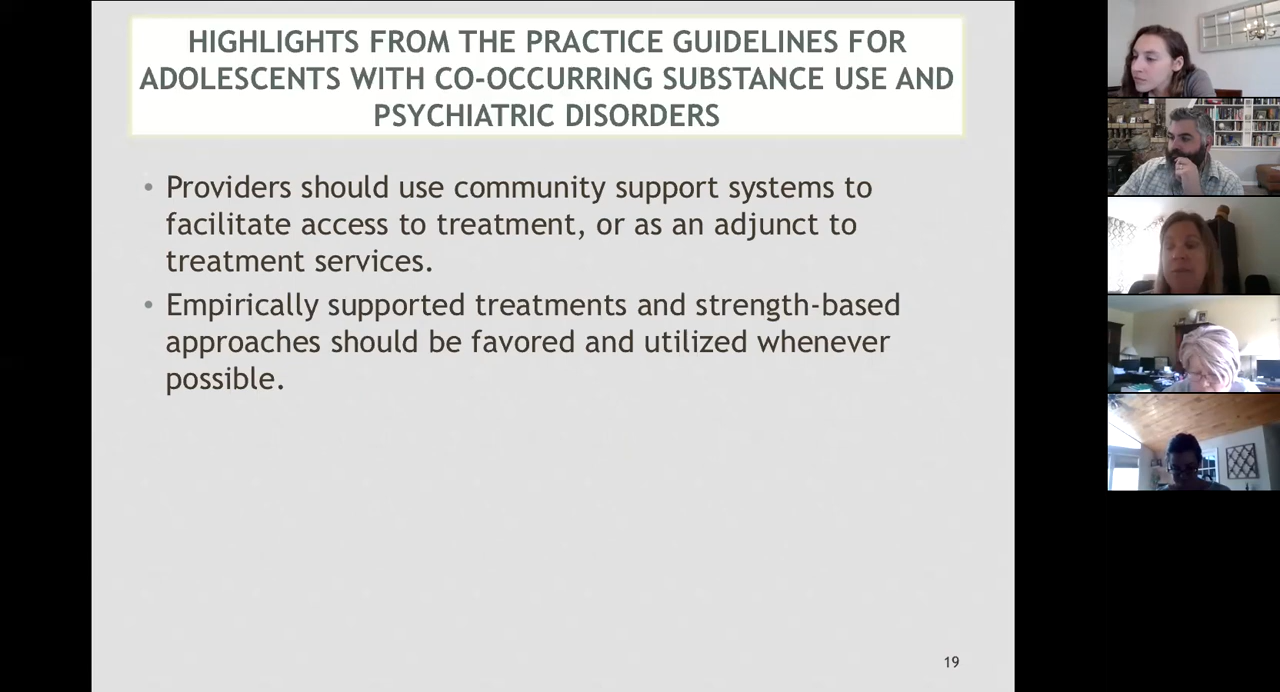 HIGHLIGHTS FROM THE PRACTICE GUIDELINES FOR
ADOLESCENTS WITH CO-OCCURRING SUBSTANCE USE AND
PSYCHIATRIC DISORDERS
• Providers should use community support systems to
facilitate access to treatment, or as an adjunct to
treatment services.
• Empirically supported treatments and strength-based
approaches should be favored and utilized whenever
possible.
19